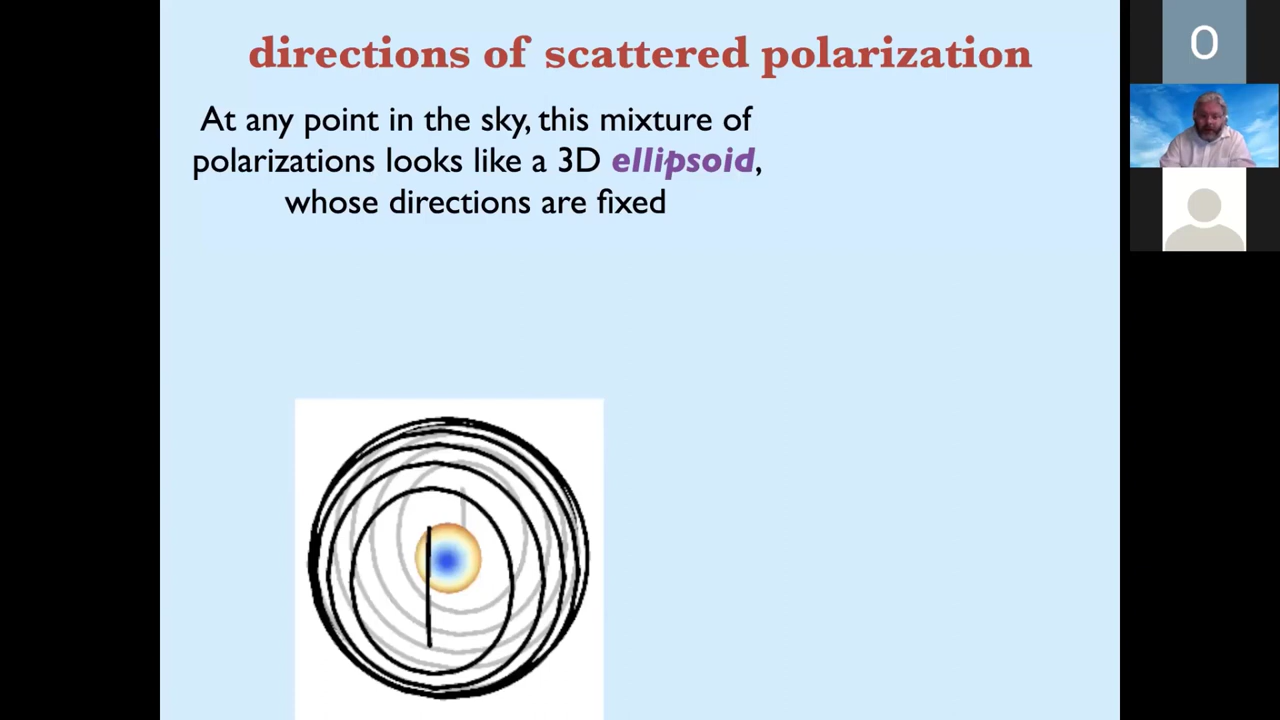 directions of scattered polarization
At any point in the sky, this mixture of
polarizations looks like a 3D ellipsoid,
whose directions are fixed
O